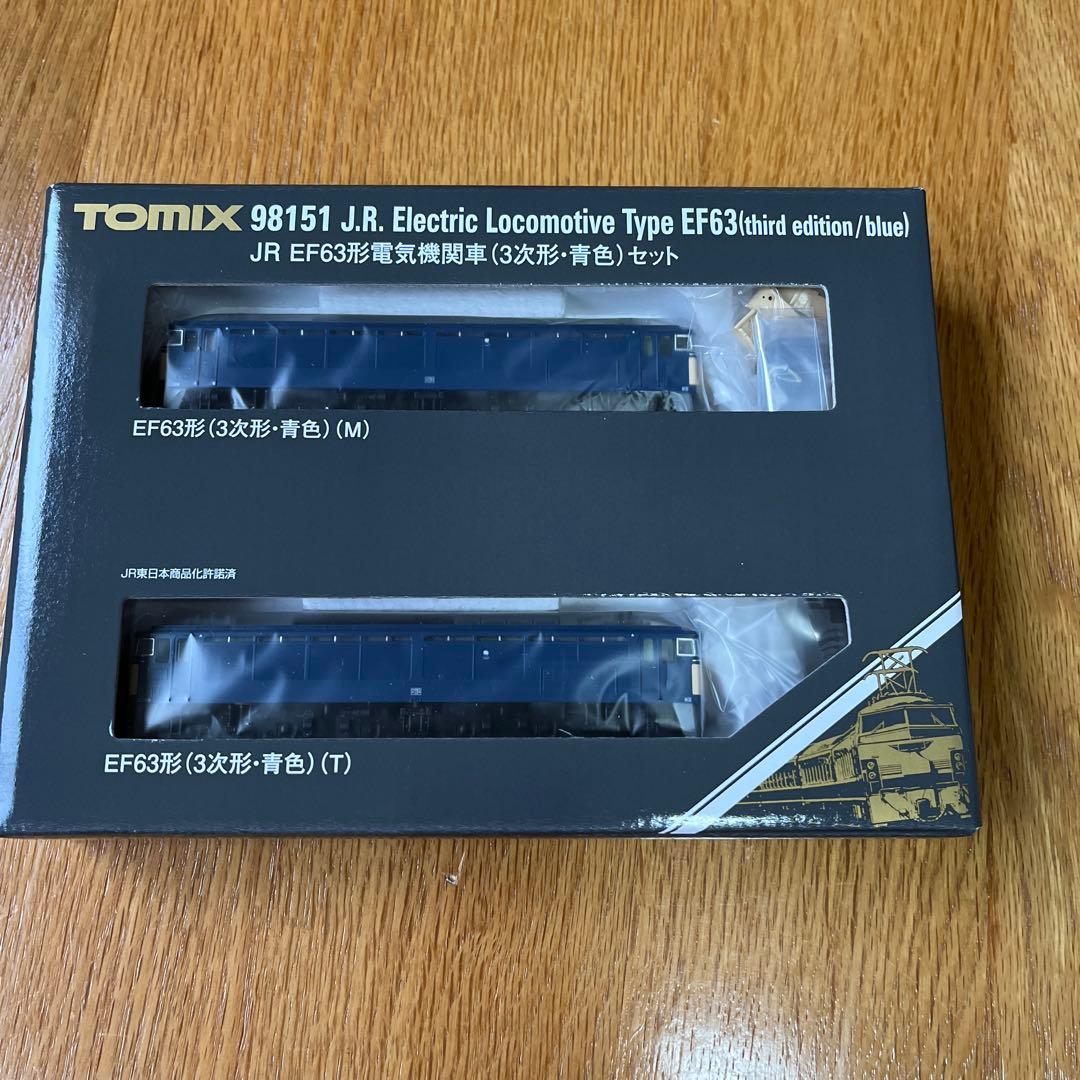 TOMIX 98151 J.R. Electric Locomotive Type EF63(third edition/blue)
JR EF63形電気機関車(3次形・青色)セット
EF63形(3次形・青色)(M)
JR東日本商品化許諾済
EF63形(3次形・青色)(T)